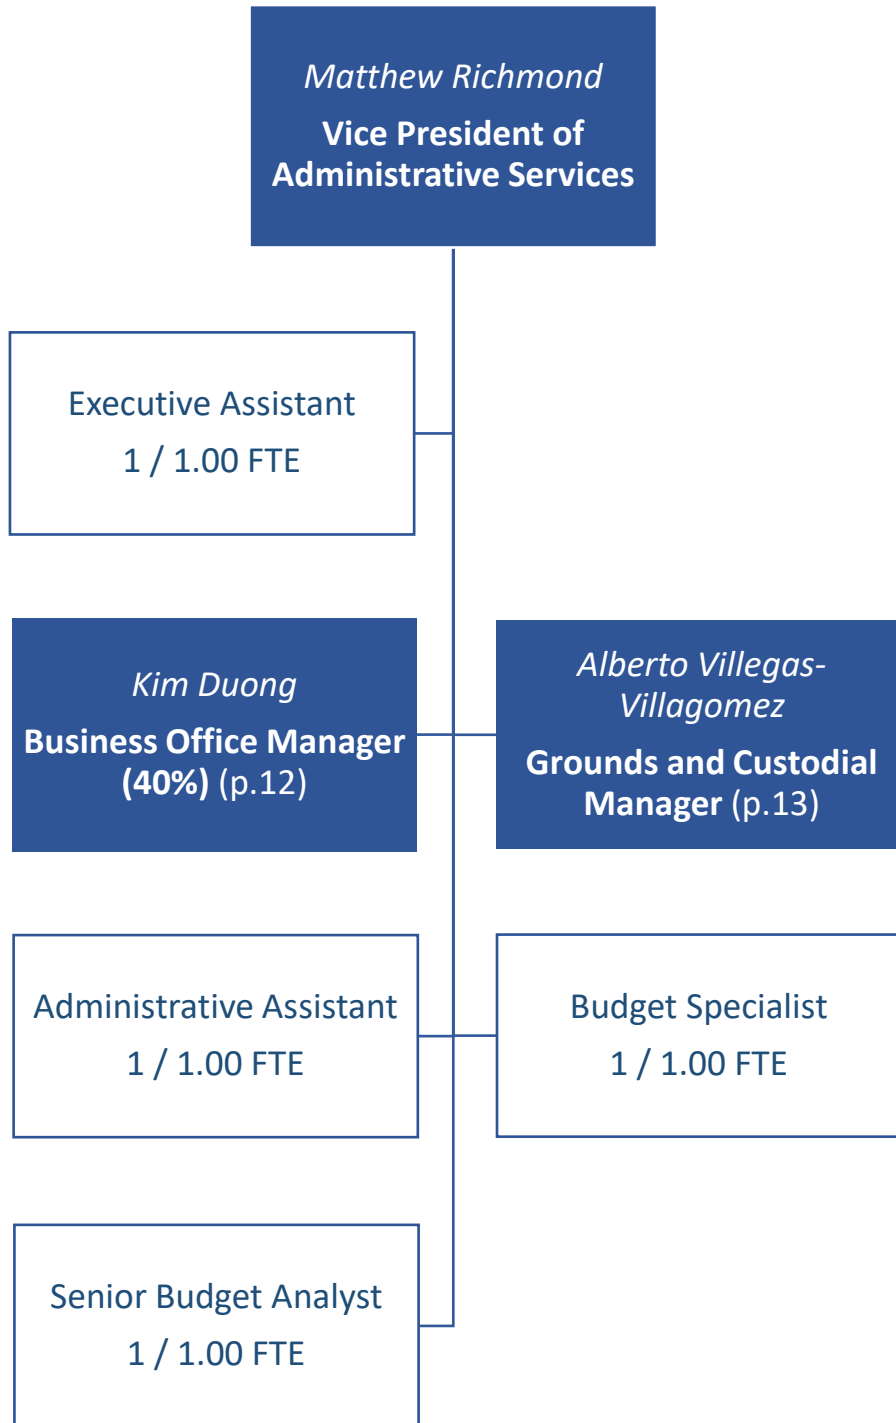 Matthew Richmond
Vice President of
Administrative Services
Executive Assistant
1 / 1.00 FTE
Kim Duong
Business Office Manager
(40%) (p.12)
Alberto Villegas-
Villagomez
Grounds and Custodial
Manager (p.13)
Administrative Assistant
1 / 1.00 FTE
Budget Specialist
1 / 1.00 FTE
Senior Budget Analyst
1 / 1.00 FTE